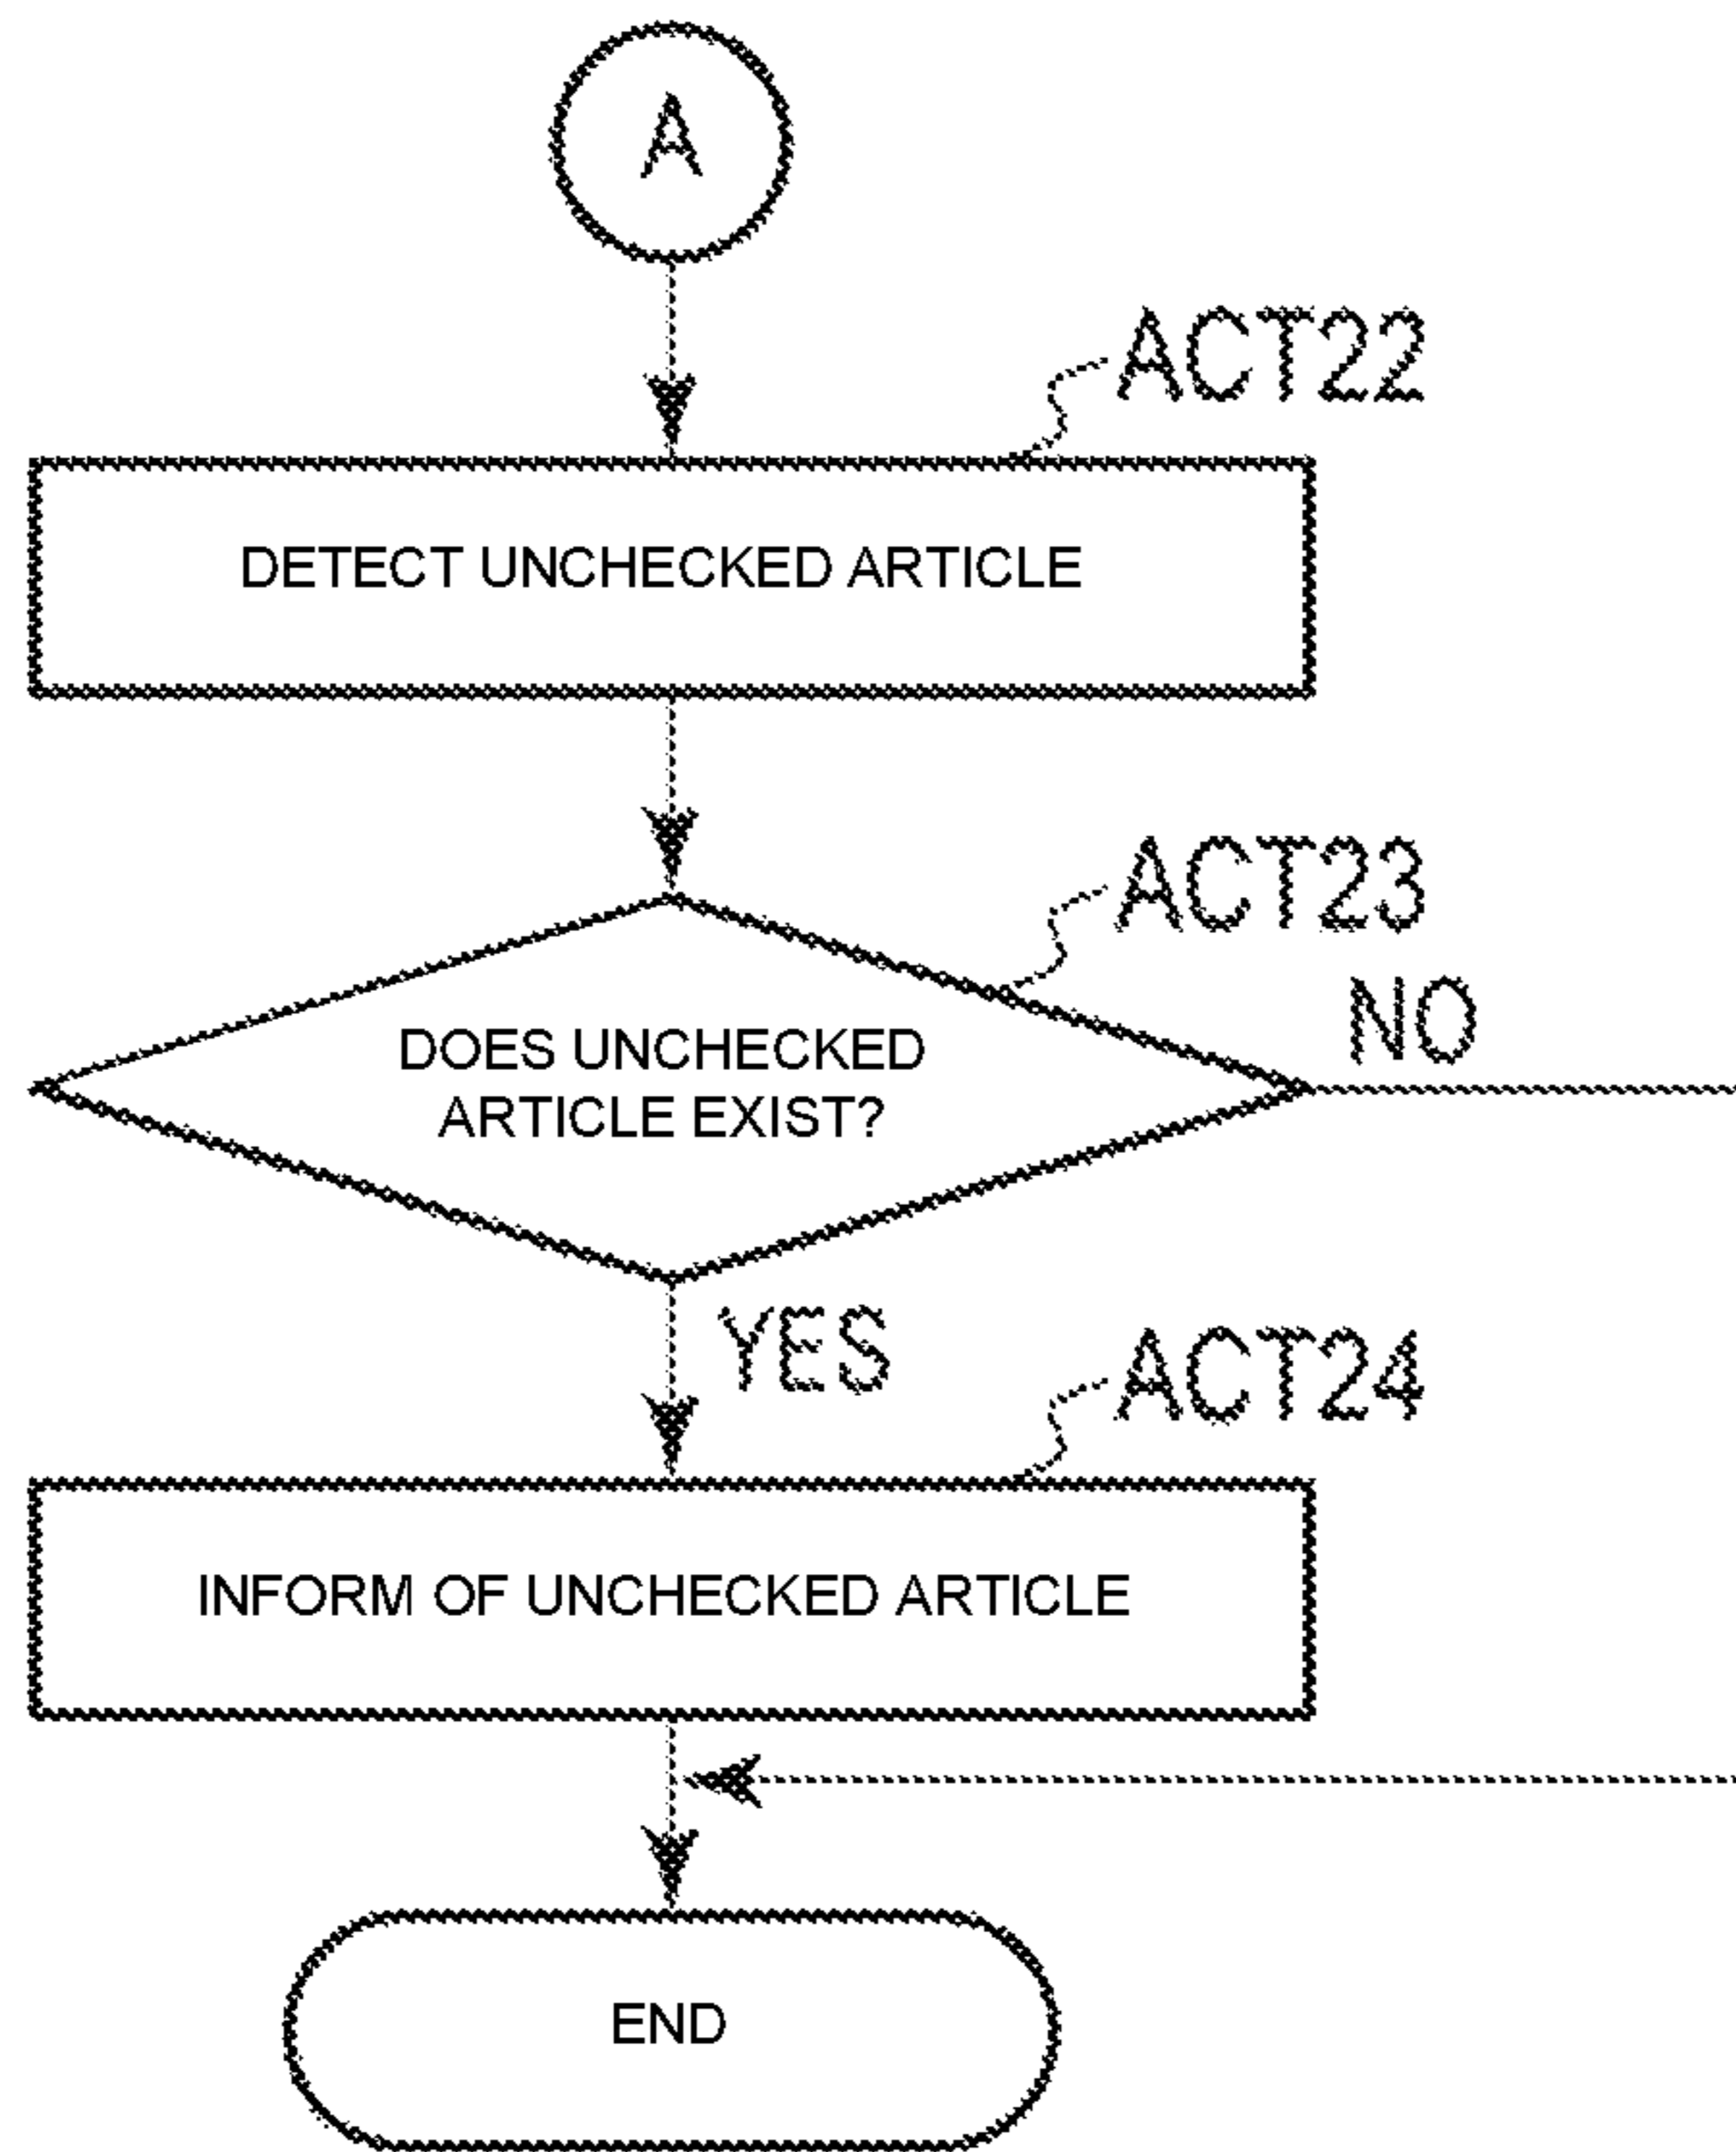 A
ACT22
DETECT UNCHECKED ARTICLE
ACT23
NO
DOES UNCHECKED
ARTICLE EXIST?
YES
ACT24
INFORM OF UNCHECKED ARTICLE
END